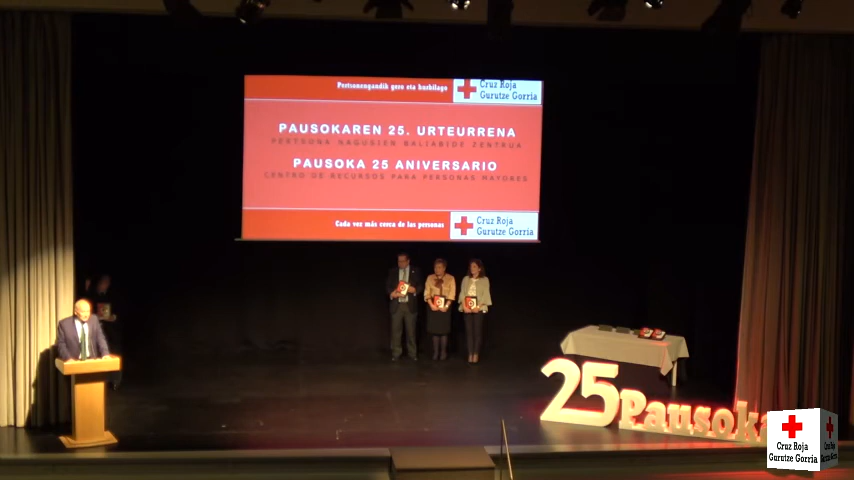 Pertsonengandik gero eta hurbilago
Cruz Roja
Gurutze Gorria
PAUSOKAREN 25. URTEURRENA
PERTSONA NAGUSIEN BALIABIDE ZENTRUA
PAUSOKA 25 ANIVERSARIO
CENTRO DE RECURSOS PARA PERSONAS MAYORES
Cada vez más cerca de las personas
Cruz Roja
Gurutze Gorria
25 Pausoka
Cruz Roja
Gurutze Gorria